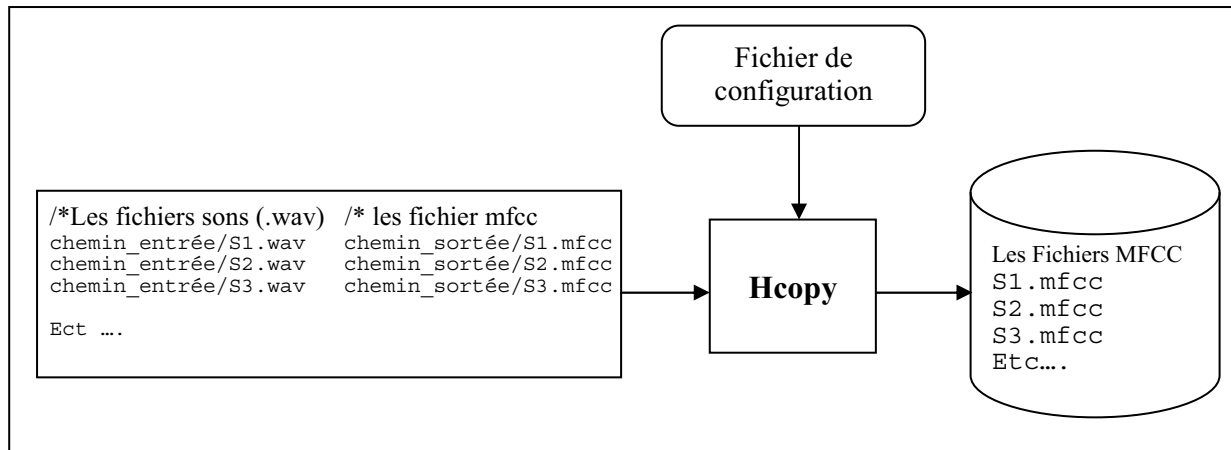 Fichier de
configuration
/*Les fichiers sons (.wav) /* les fichier mfcc
chemin_entrée/S1.wav chemin_sortée/S1.mfcc
chemin_entrée/S2.wav chemin_sortée/S2.mfcc
chemin_entrée/S3.wav chemin_sortée/S3.mfcc
Ect ….
Hcopy
Les Fichiers MFCC
S1.mfcc
S2.mfcc
S3.mfcc
Etc….